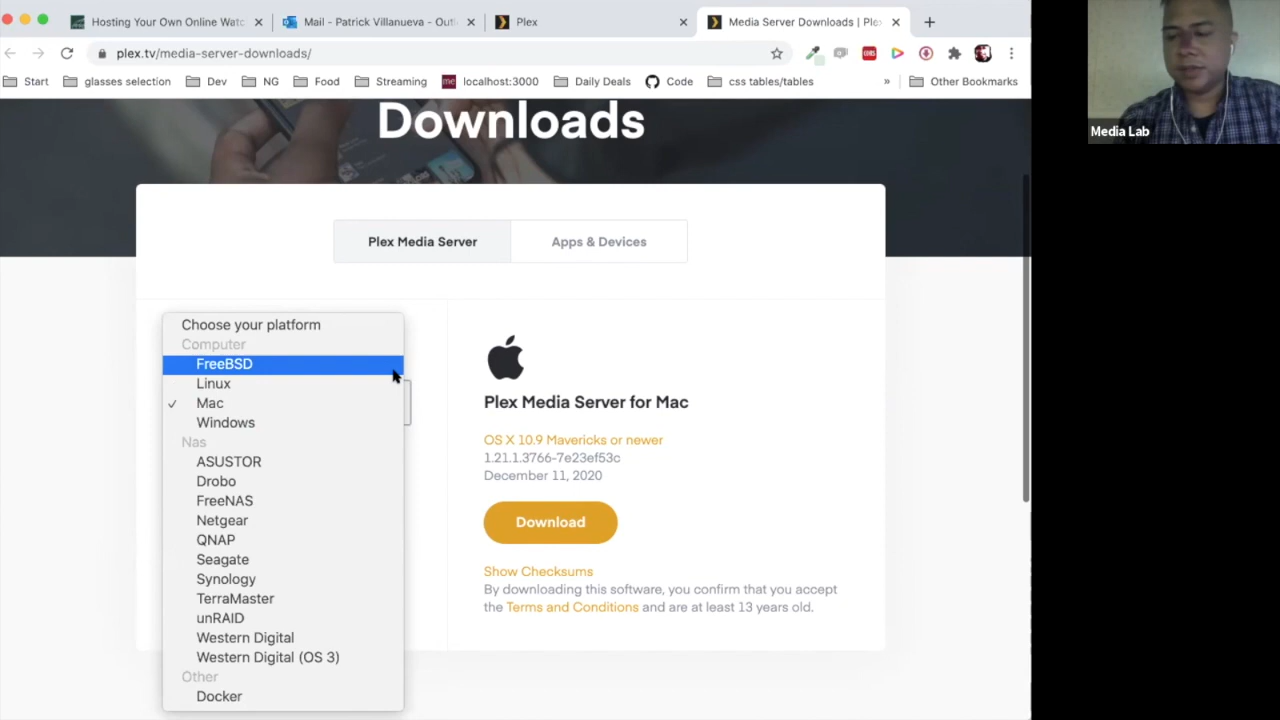 Hosting Your Own Online Watc
Mail - Patrick Villanueva - Outl
Plex
Media Server Downloads | Ple
plex.tv/media-server-downloads/
Start
glasses selection
Dev
NG
Food
Streaming
localhost:3000
Daily Deals
Code
css tables/tables
»
Other Bookmarks
Downloads
Plex Media Server
Apps & Devices
Choose your platform
Computer
FreeBSD
Linux
✓ Mac
Windows
Nas
ASUSTOR
Drobo
FreeNAS
Netgear
QNAP
Seagate
Synology
TerraMaster
unRAID
Western Digital
Western Digital (OS 3)
Other
Docker
Plex Media Server for Mac
OS X 10.9 Mavericks or newer
1.21.1.3766-7e23ef53c
December 11, 2020
Download
Show Checksums
By downloading this software, you confirm that you accept
the Terms and Conditions and are at least 13 years old.
Media Lab